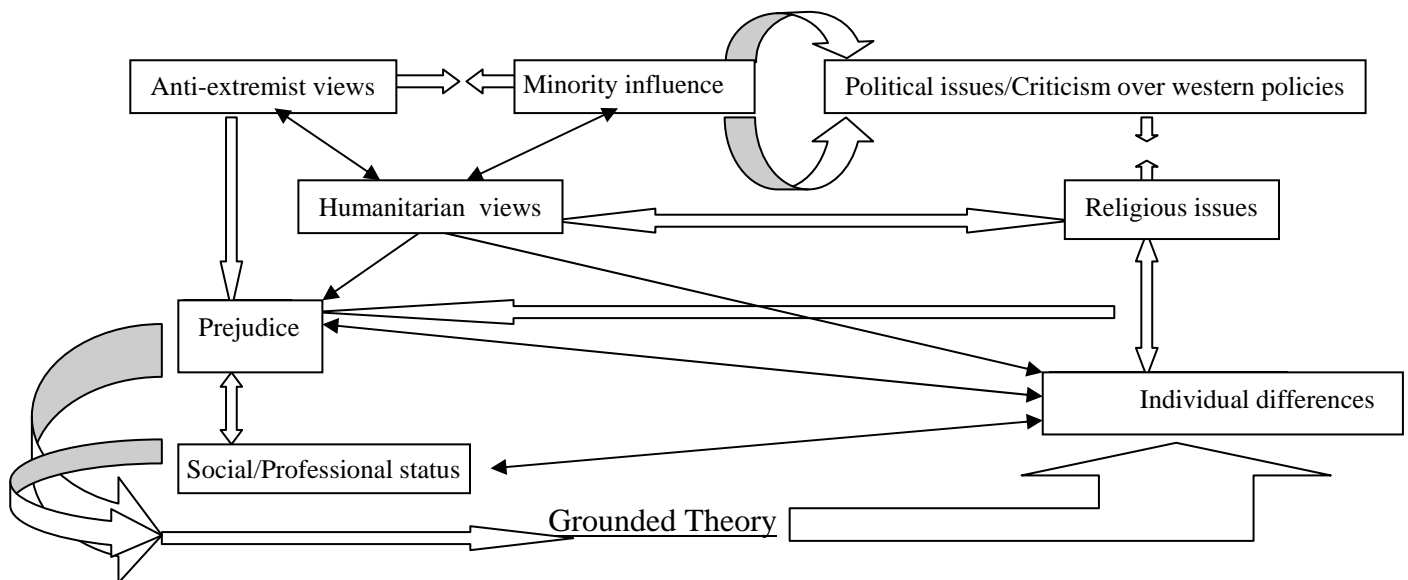 Anti-extremist views
Minority influence
Political issues/Criticism over western policies
Humanitarian views
Religious issues
Prejudice
Individual differences
Social/Professional status
Grounded Theory